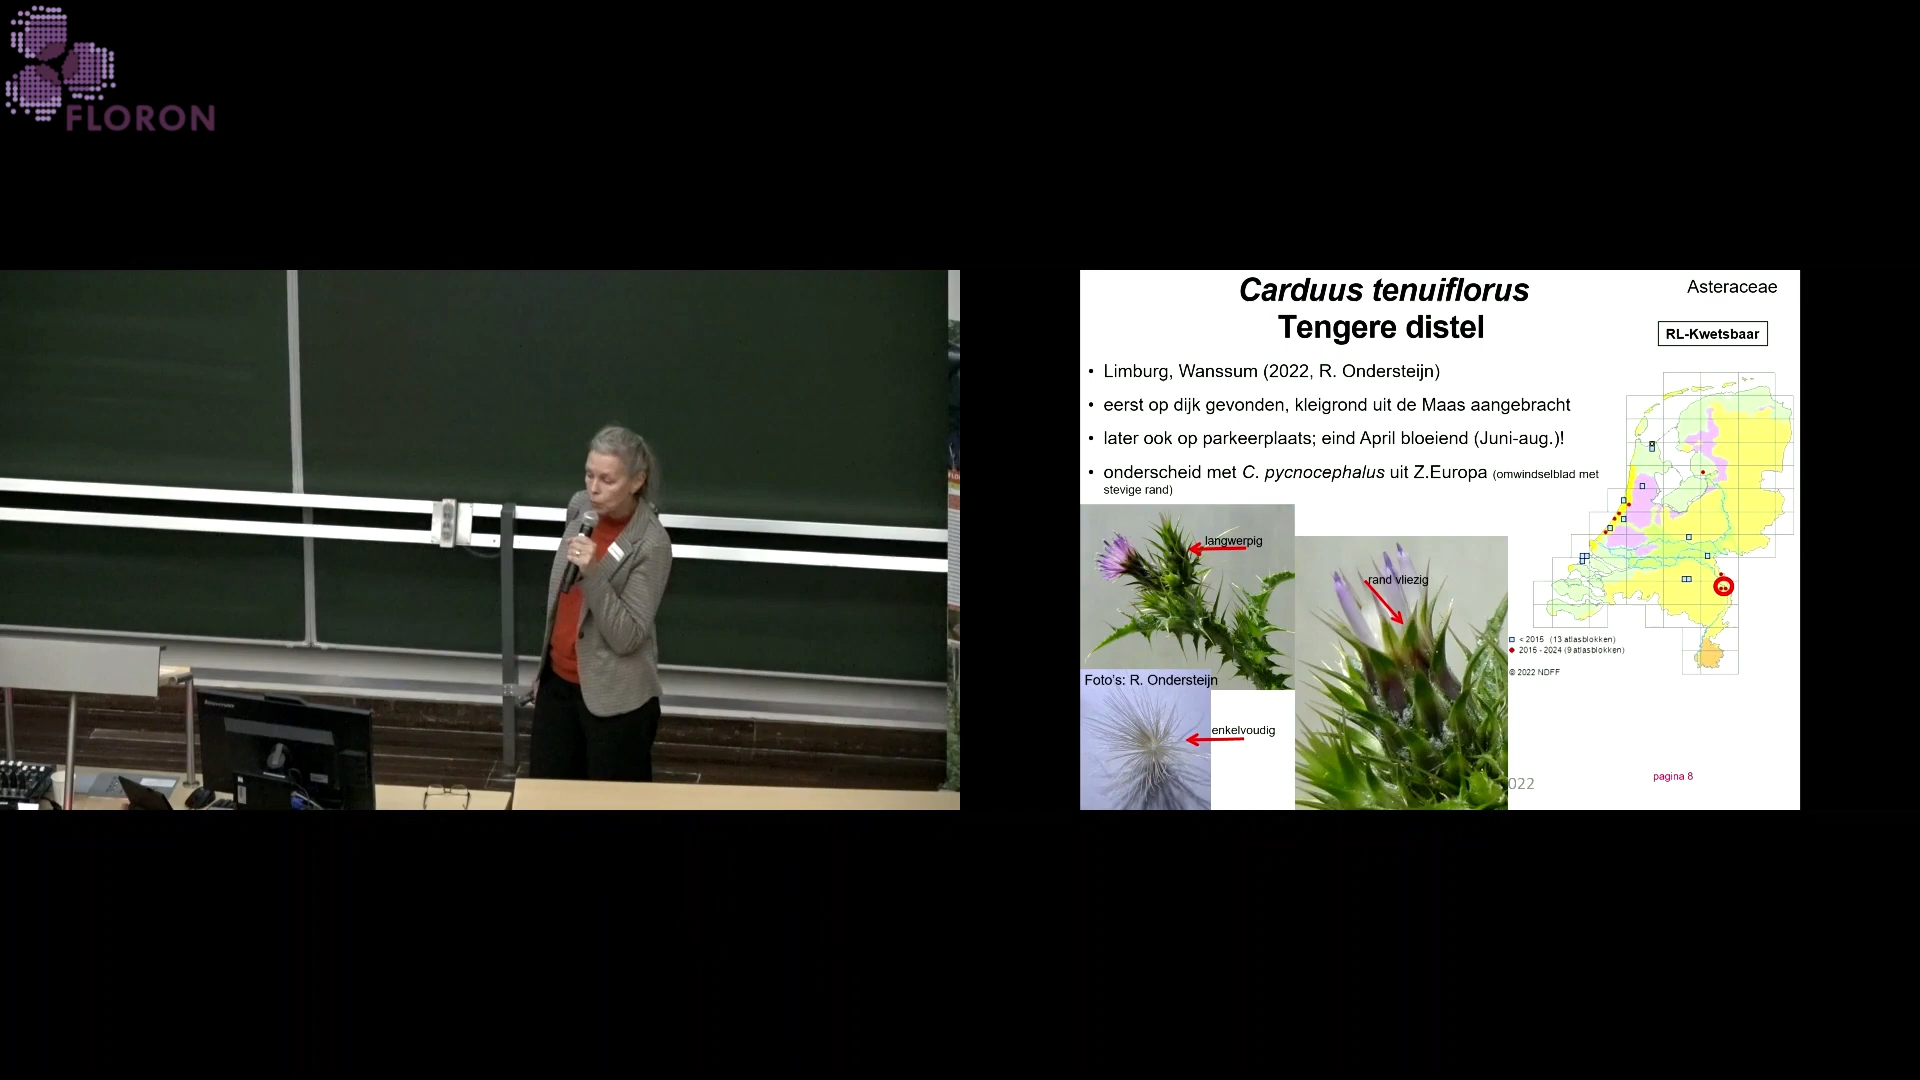 FLORON
Carduus tenuiflorus
Tengere distel
Asteraceae
RL-Kwetsbaar
• Limburg, Wanssum (2022, R. Ondersteijn)
• eerst op dijk gevonden, kleigrond uit de Maas aangebracht
• later ook op parkeerplaats; eind April bloeiend (Juni-aug.)!
• onderscheid met C. pycnocephalus uit Z.Europa (omwindselblad met
stevige rand)
langwerpig
rand vliezig
Foto's: R. Ondersteijn
enkelvoudig
< 2015 (13 atlasblokken)
2015 - 2024 (9 atlasblokken)
© 2022 NDFF
022
pagina 8